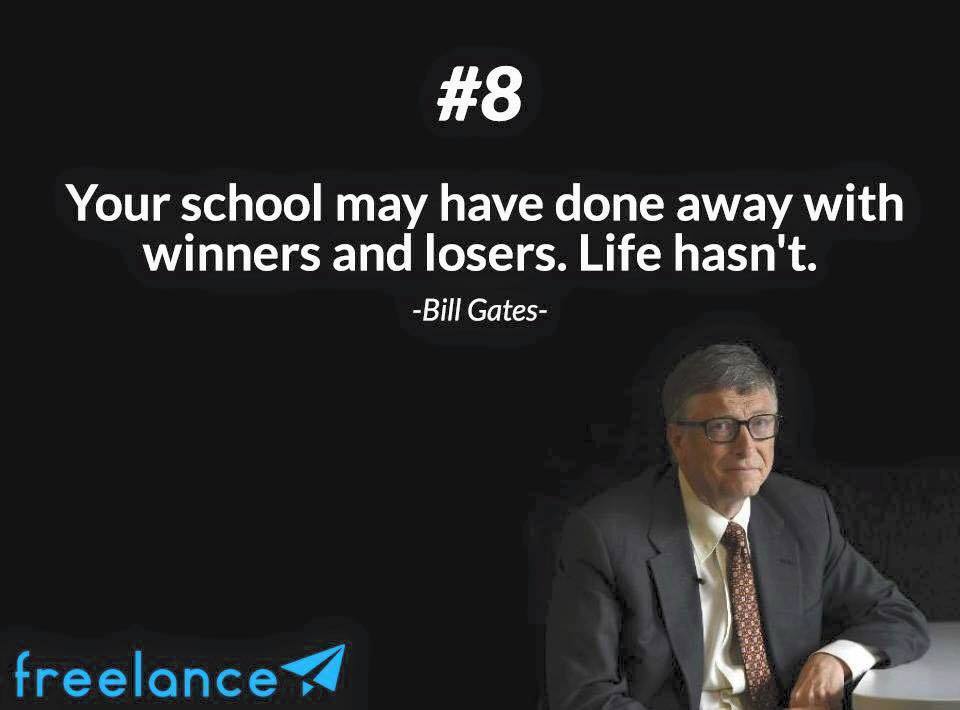 #8
Your school may have done away with
winners and losers. Life hasn't.
-Bill Gates-
freelance